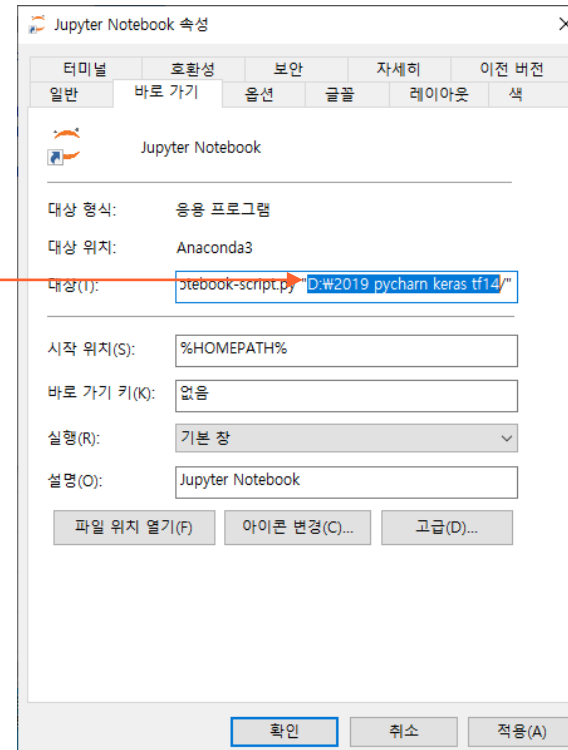 Jupyter Notebook 속성
터미널 호환성 보안 자세히 이전 버전
일반 바로 가기 옵션 글꼴 레이아웃 색
Jupyter Notebook
대상 형식: 응용 프로그램
대상 위치: Anaconda3
대상(T): otebook-script.py "D:₩2019 pycharn keras tf14/"
시작 위치(S): %HOMEPATH%
바로 가기 키(K): 없음
실행(R): 기본 창
설명(O): Jupyter Notebook
파일 위치 열기(F) 아이콘 변경(C)... 고급(D)...
확인 취소 적용(A)